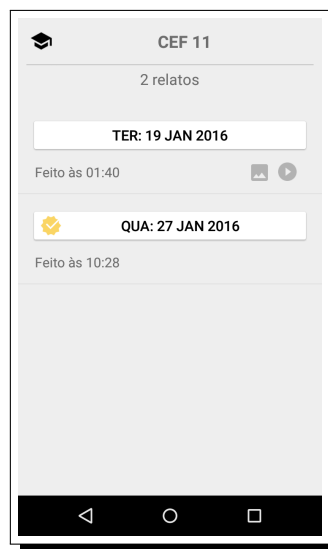 CEF 11
2 relatos
TER: 19 JAN 2016
Feito às 01:40
QUA: 27 JAN 2016
Feito às 10:28